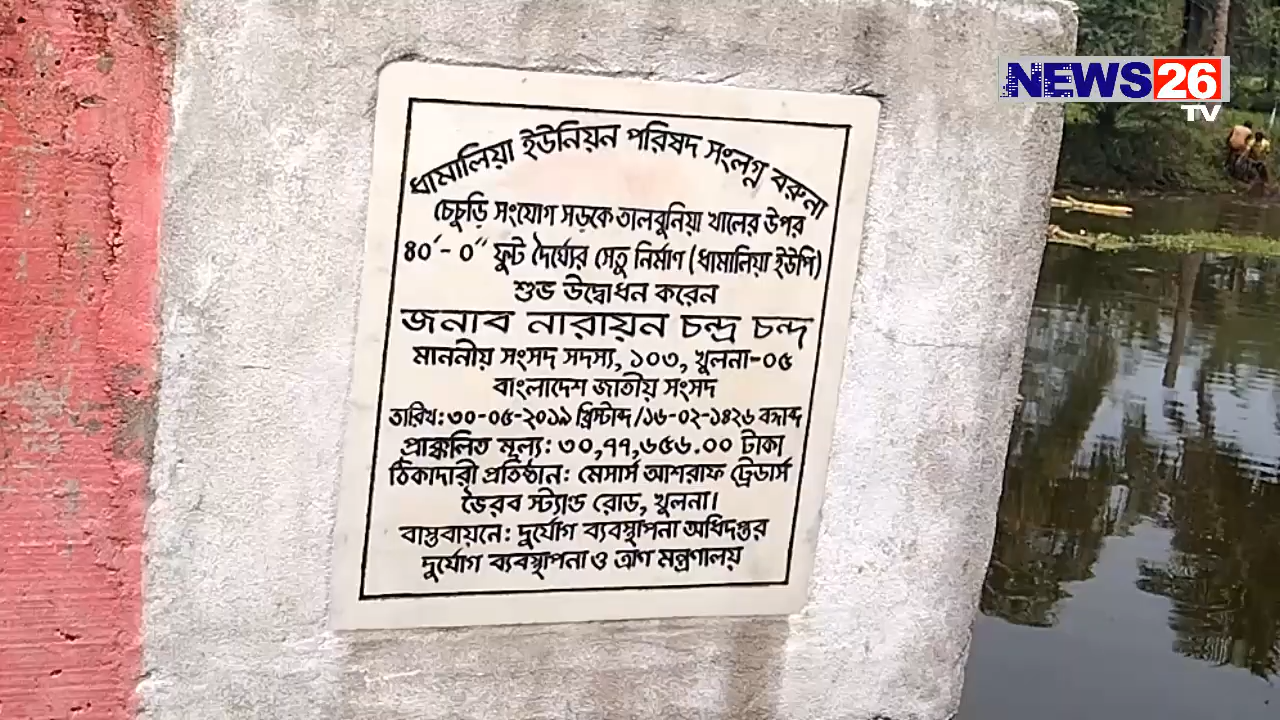 NEWS26
TV
ধামালিয়া ইউনিয়ন পরিষদ সংলগ্ন বরুনা
চেচুড়ি সংযোগ সড়কে তালবুনিয়া খালের উপর
৪০´- ০˝ ফুট দৈর্ঘ্যের সেতু নির্মাণ (ধামালিয়া ইউপি)
শুভ উদ্বোধন করেন
জনাব নারায়ন চন্দ্র চন্দ
মাননীয় সংসদ সদস্য, ১০৩, খুলনা-০৫
বাংলাদেশ জাতীয় সংসদ
তারিখ: ৩০-০৫-২০১৯ খ্রিস্টাব্দ /১৬-০২-১৪২৬ বঙ্গাব্দ
প্রাক্কলিত মূল্য: ৩০,৭৭,৬৫৬.০০ টাকা
ঠিকাদারী প্রতিষ্ঠান: মেসার্স আশরাফ ট্রেডার্স
ভৈরব স্ট্যান্ড রোড, খুলনা।
বাস্তবায়নে: দুর্যোগ ব্যবস্থাপনা অধিদপ্তর
দুর্যোগ ব্যবস্থাপনা ও ত্রাণ মন্ত্রণালয়